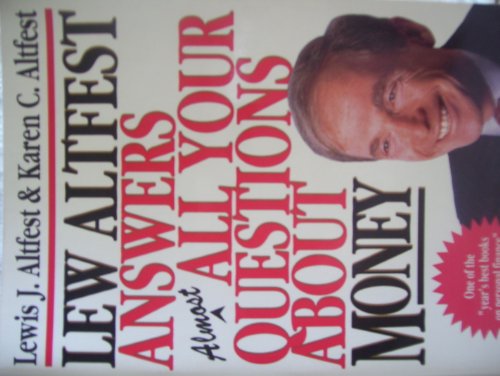 Lewis J. Altfest & Karen C. Altfest
LEW ALTFEST
ANSWERS
Almost
ALL YOUR
QUESTIONS
ABOUT
MONEY
One of the
"year's best books
on personal finance"